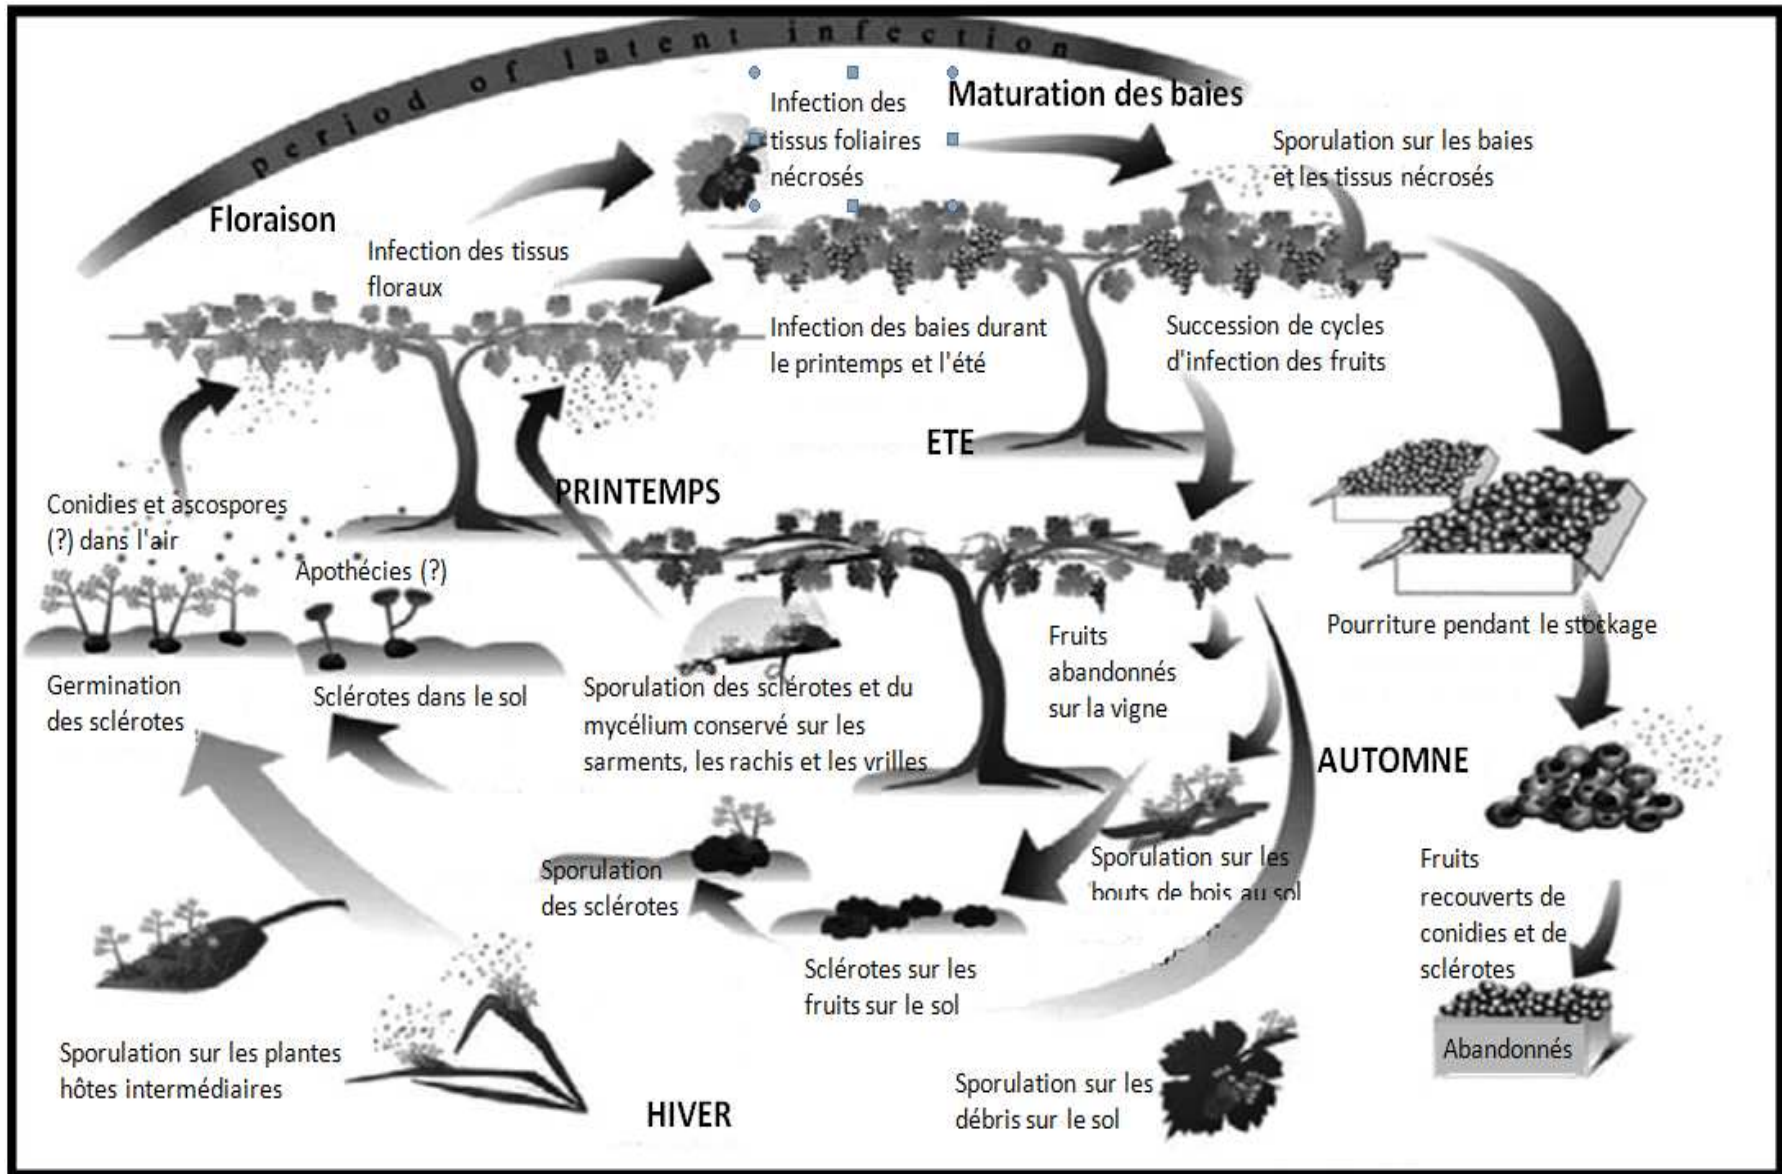 period of latent infection
Infection des
tissus foliaires
nécrosés
Maturation des baies
Sporulation sur les baies
et les tissus nécrosés
Floraison
Infection des tissus
floraux
Infection des baies durant
le printemps et l'été
Succession de cycles
d'infection des fruits
ETE
PRINTEMPS
Conidies et ascospores
(?) dans l'air
Apothécies (?)
Germination
des sclérotes
Sclérotes dans le sol
Sporulation des sclérotes et du
mycélium conservé sur les
sarments, les rachis et les vrilles
Fruits
abandonnés
sur la vigne
Pourriture pendant le stockage
AUTOMNE
Sporulation
des sclérotes
Sporulation sur les
bouts de bois au sol
Fruits
recouverts de
conidies et de
sclérotes
Sclérotes sur les
fruits sur le sol
Sporulation sur les plantes
hôtes intermédiaires
Abandonnés
Sporulation sur les
débris sur le sol
HIVER